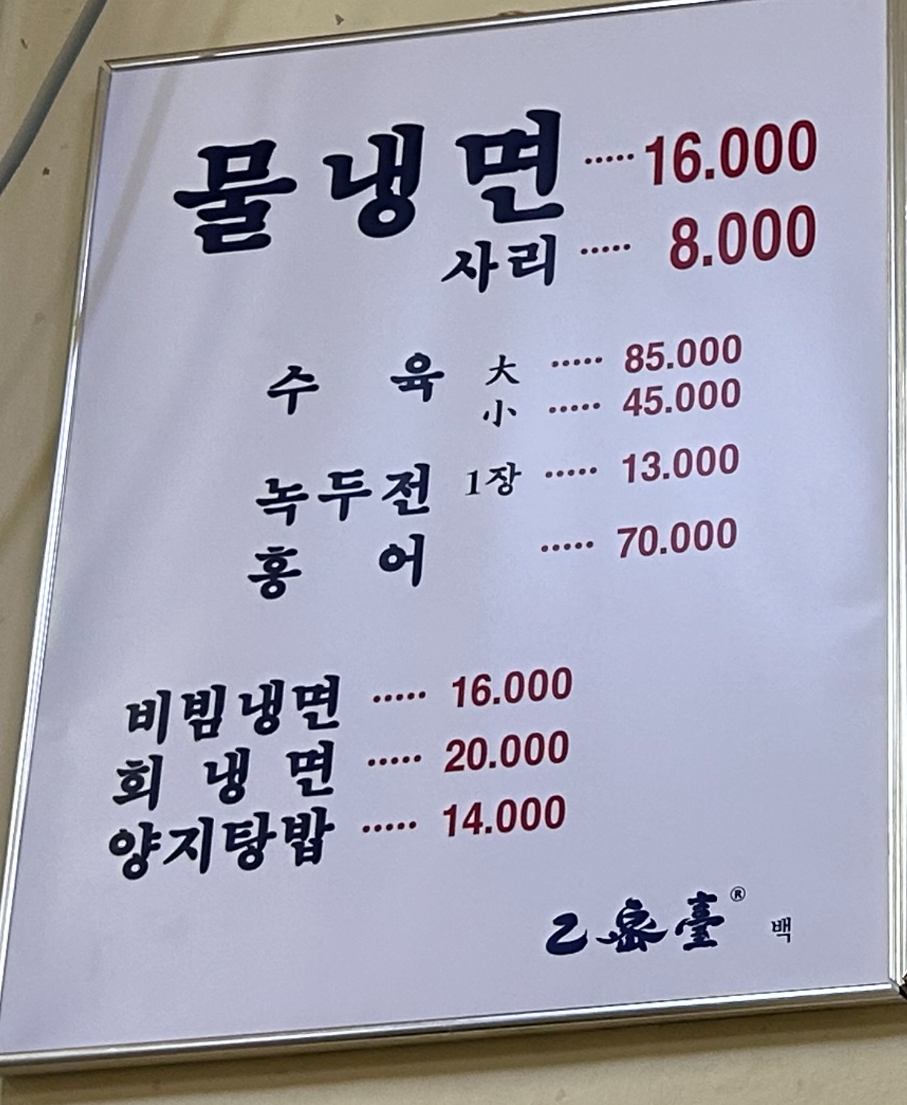 물냉면 ····· 16.000
사리 ····· 8.000
수 육 大 ····· 85.000
小 ····· 45.000
녹두전 1장 ····· 13.000
홍 어 ····· 70.000
비빔냉면 ····· 16.000
회 냉 면 ····· 20.000
양지탕밥 ····· 14.000
乙密臺® 백